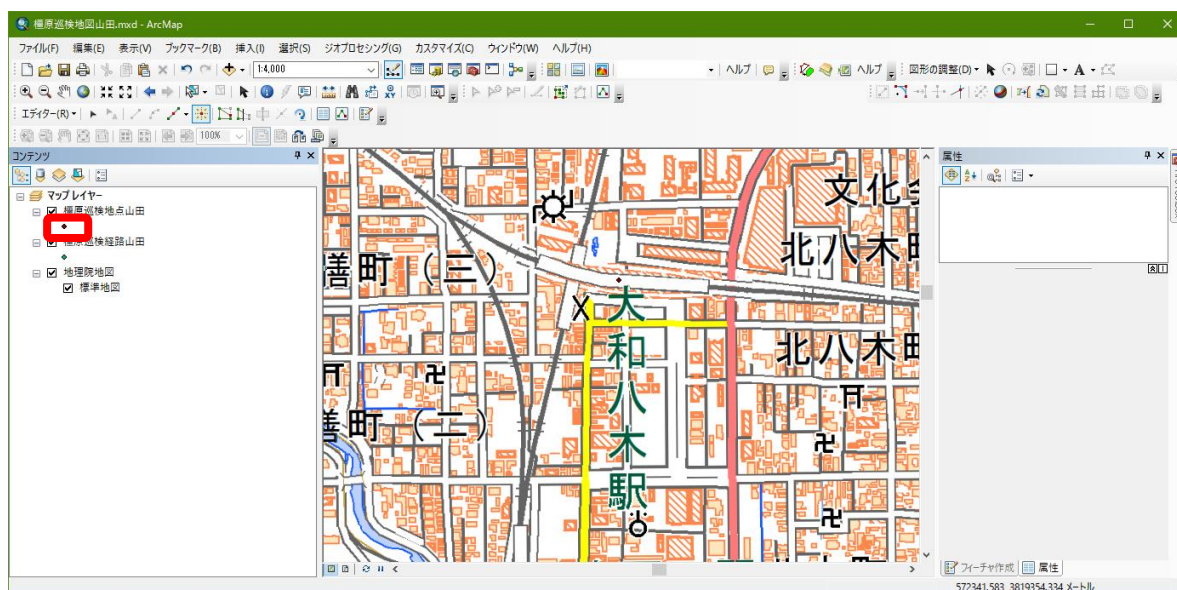 橿原巡検地図山田.mxd - ArcMap
ファイル(F) 編集(E) 表示(V) ブックマーク(B) 挿入(I) 選択(S) ジオプロセシング(G) カスタマイズ(C) ウィンドウ(W) ヘルプ(H)
1:4,000 ヘルプ ヘルプ 図形の調整(D) A
エディター(R)
100%
コンテンツ
マップ レイヤー
橿原巡検地点山田
橿原巡検経路山田
地理院地図
標準地図
文化会
北八木町
膳町(三)
大和八木駅
北八木町
膳町(二)
属性
フィーチャ作成 属性
572341.583 3819354.334 メートル